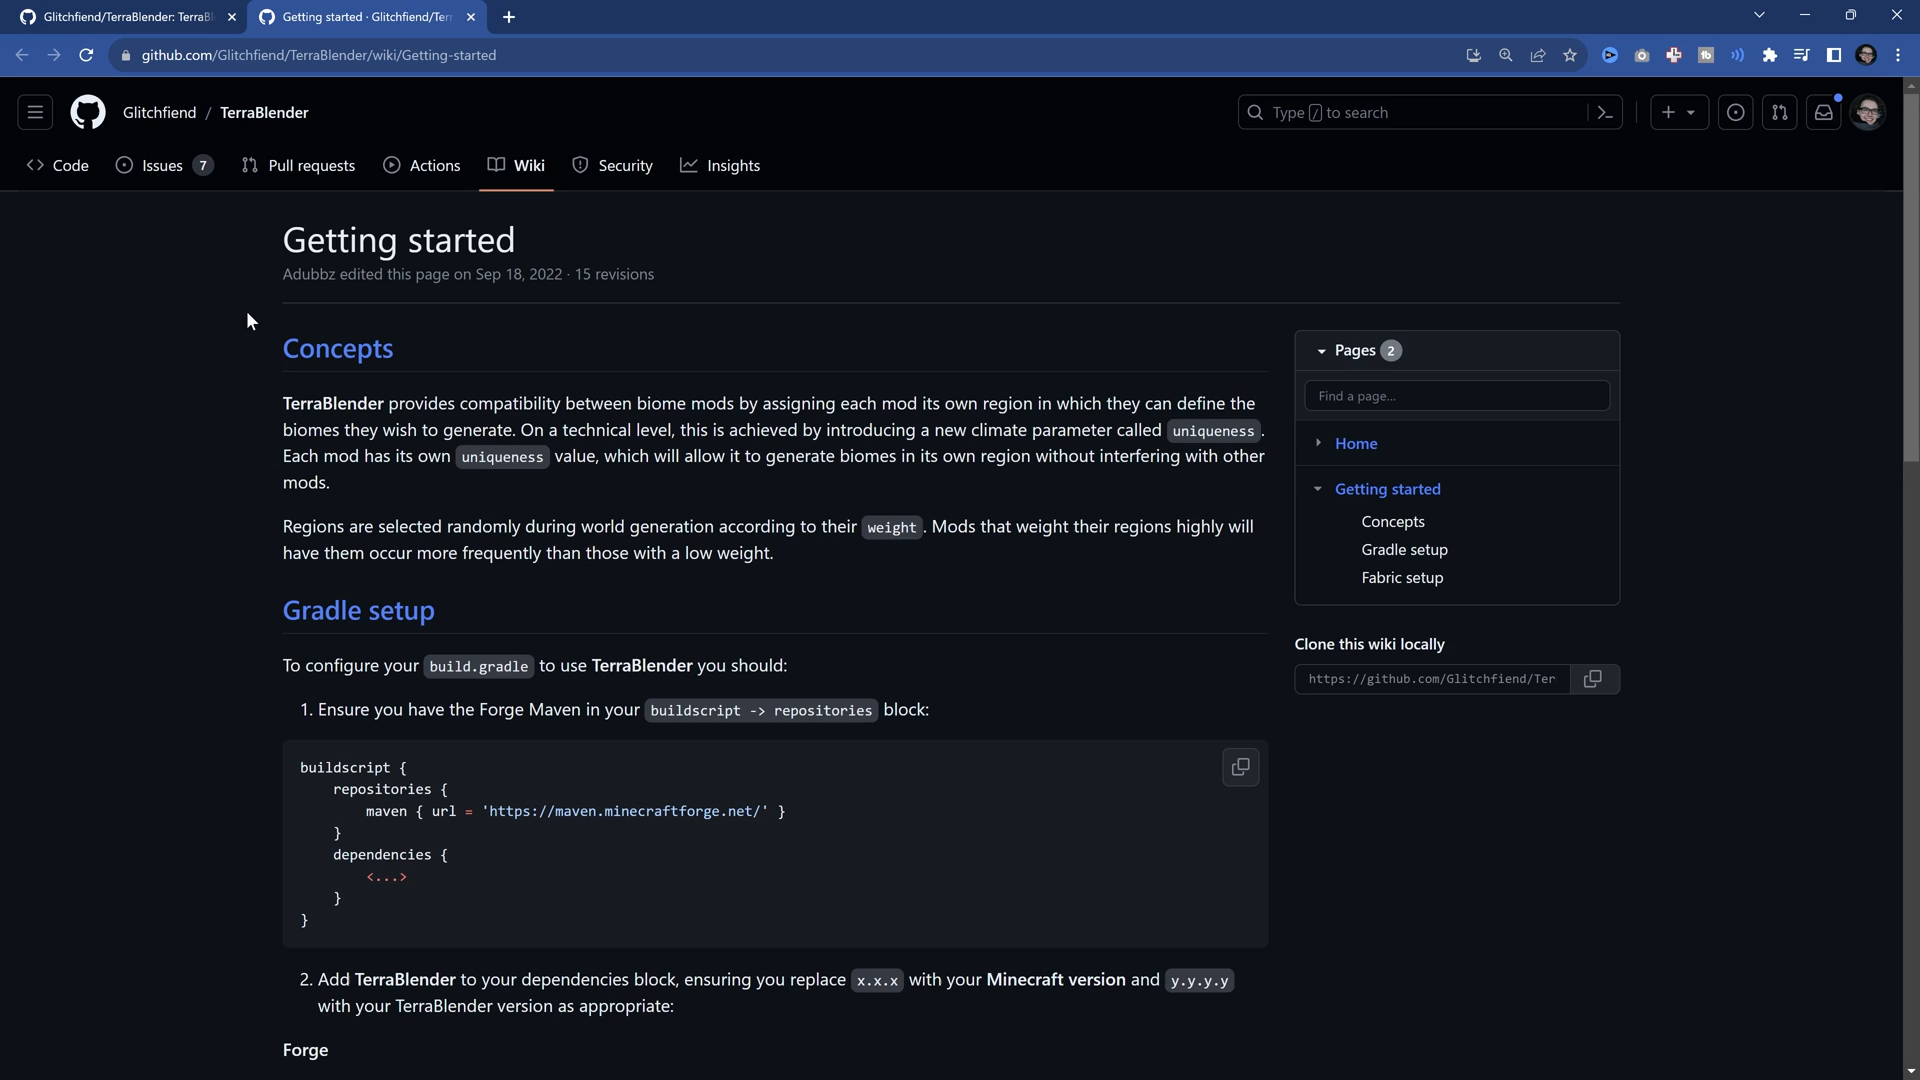 Glitchfiend/TerraBlender: TerraBl
Getting started · Glitchfiend/Terr
github.com/Glitchfiend/TerraBlender/wiki/Getting-started
Glitchfiend / TerraBlender
Type / to search
Code
Issues 7
Pull requests
Actions
Wiki
Security
Insights
Getting started
Adubbz edited this page on Sep 18, 2022 · 15 revisions
Concepts
TerraBlender provides compatibility between biome mods by assigning each mod its own region in which they can define the
biomes they wish to generate. On a technical level, this is achieved by introducing a new climate parameter called uniqueness.
Each mod has its own uniqueness value, which will allow it to generate biomes in its own region without interfering with other
mods.
Regions are selected randomly during world generation according to their weight. Mods that weight their regions highly will
have them occur more frequently than those with a low weight.
Gradle setup
To configure your build.gradle to use TerraBlender you should:
1. Ensure you have the Forge Maven in your buildscript -> repositories block:
buildscript {
repositories {
maven { url = 'https://maven.minecraftforge.net/' }
}
dependencies {
<...>
}
}
2. Add TerraBlender to your dependencies block, ensuring you replace x.x.x with your Minecraft version and y.y.y.y
with your TerraBlender version as appropriate:
Forge
Pages 2
Find a page...
Home
Getting started
Concepts
Gradle setup
Fabric setup
Clone this wiki locally
https://github.com/Glitchfiend/Ter